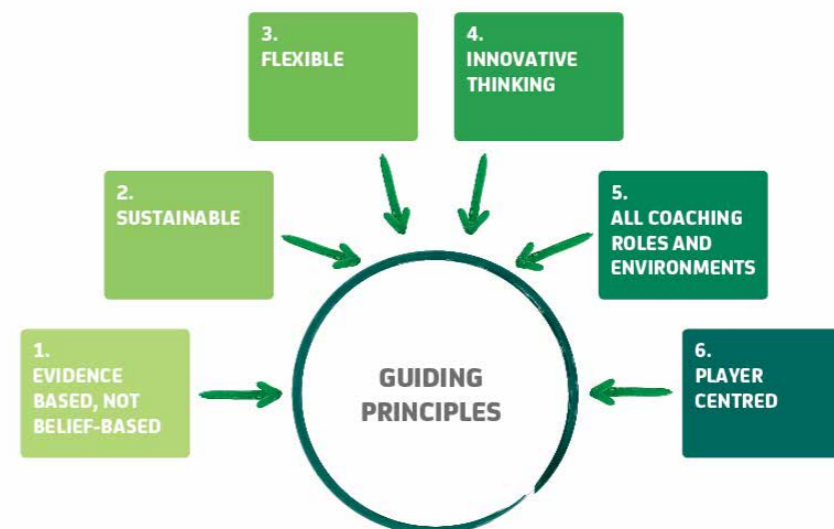 3.
FLEXIBLE
4.
INNOVATIVE
THINKING
2.
SUSTAINABLE
5.
ALL COACHING
ROLES AND
ENVIRONMENTS
1.
EVIDENCE
BASED, NOT
BELIEF-BASED
GUIDING
PRINCIPLES
6.
PLAYER
CENTRED